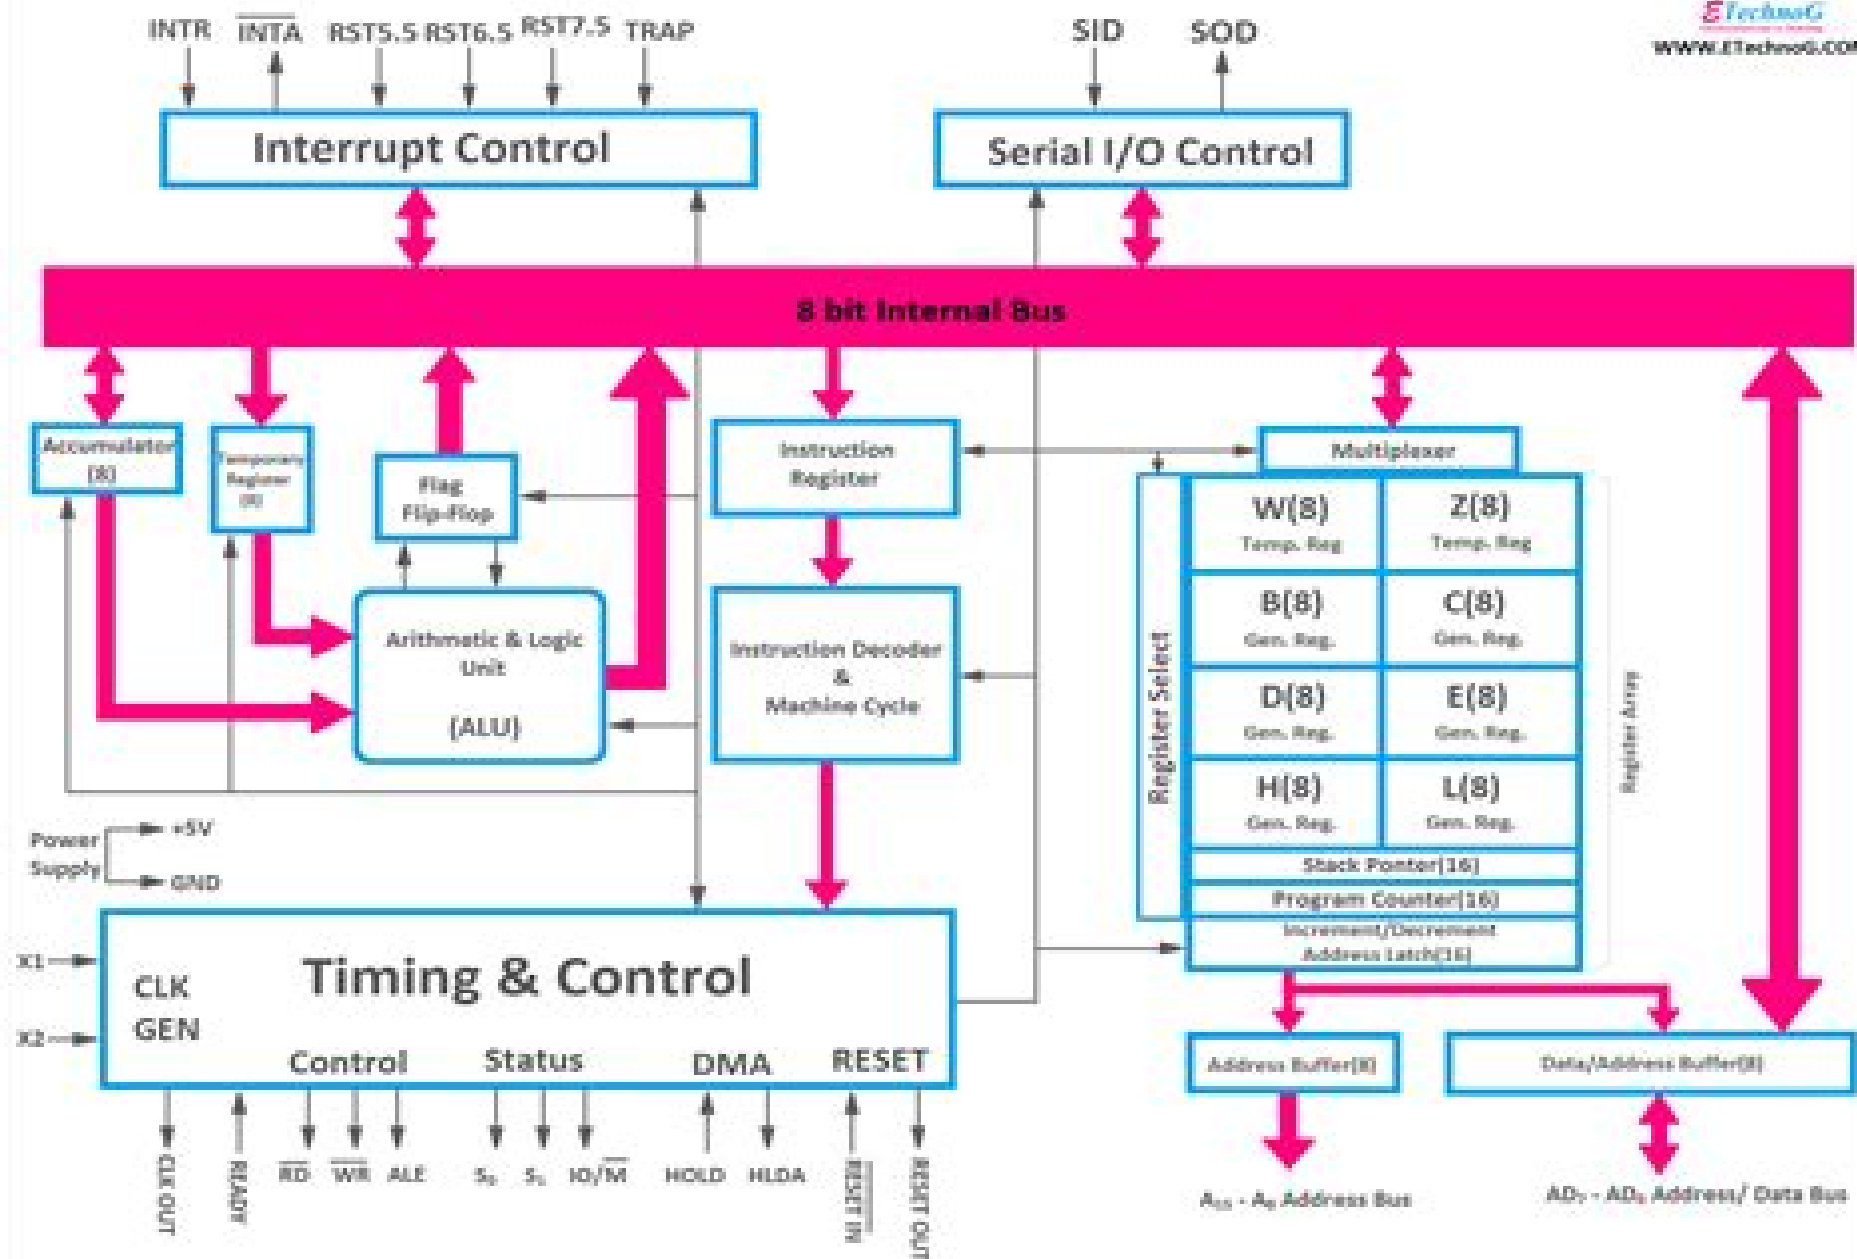 ETechnoG
WWW.ETechnoG.COM
INTR
INTA
RST5.5
RST6.5
RST7.5
TRAP
SID
SOD
Interrupt Control
Serial I/O Control
8 bit Internal Bus
Accumulator
(8)
Temporary
Register
(8)
Flag
Flip-Flop
Arithmatic & Logic
Unit
(ALU)
Instruction
Register
Instruction Decoder
&
Machine Cycle
Multiplexer
Register Select
W(8)
Temp. Reg
Z(8)
Temp. Reg
B(8)
Gen. Reg.
C(8)
Gen. Reg.
D(8)
Gen. Reg.
E(8)
Gen. Reg.
H(8)
Gen. Reg.
L(8)
Gen. Reg.
Stack Ponter(16)
Program Counter(16)
Increment/Decrement
Address Latch(16)
Register Array
Power
Supply
+5V
GND
X1
X2
CLK
GEN
Timing & Control
Control
Status
DMA
RESET
CLK OUT
READY
RD
WR
ALE
S₀
S₁
IO/M
HOLD
HLDA
RESET IN
RESET OUT
Address Buffer(8)
Data/Address Buffer(8)
A₁₅ - A₈ Address Bus
AD₇ - AD₀ Address/ Data Bus